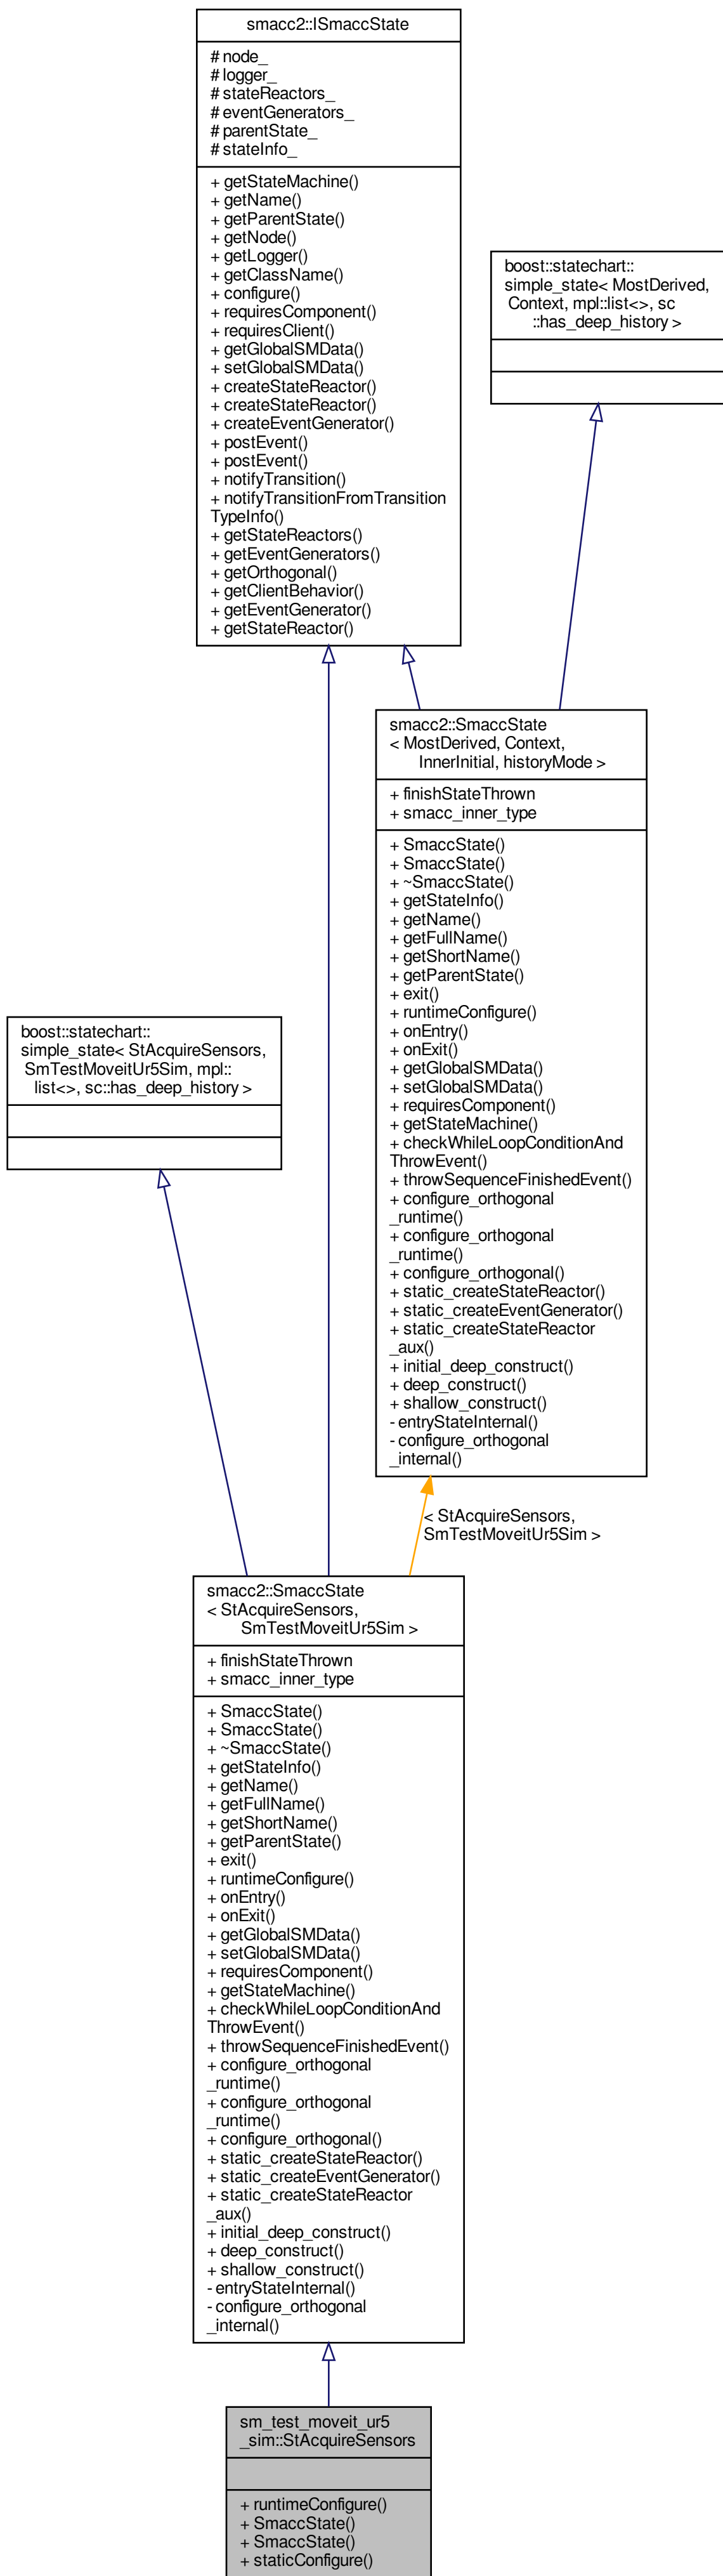 smacc2::ISmaccState
# node_
# logger_
# stateReactors_
# eventGenerators_
# parentState_
# stateInfo_
+ getStateMachine()
+ getName()
+ getParentState()
+ getNode()
+ getLogger()
+ getClassName()
+ configure()
+ requiresComponent()
+ requiresClient()
+ getGlobalSMData()
+ setGlobalSMData()
+ createStateReactor()
+ createStateReactor()
+ createEventGenerator()
+ postEvent()
+ postEvent()
+ notifyTransition()
+ notifyTransitionFromTransition
TypeInfo()
+ getStateReactors()
+ getEventGenerators()
+ getOrthogonal()
+ getClientBehavior()
+ getEventGenerator()
+ getStateReactor()
boost::statechart::
simple_state< MostDerived,
Context, mpl::list<>, sc
::has_deep_history >
smacc2::SmaccState
< MostDerived, Context,
InnerInitial, historyMode >
+ finishStateThrown
+ smacc_inner_type
+ SmaccState()
+ SmaccState()
+ ~SmaccState()
+ getStateInfo()
+ getName()
+ getFullName()
+ getShortName()
+ getParentState()
+ exit()
+ runtimeConfigure()
+ onEntry()
+ onExit()
+ getGlobalSMData()
+ setGlobalSMData()
+ requiresComponent()
+ getStateMachine()
+ checkWhileLoopConditionAnd
ThrowEvent()
+ throwSequenceFinishedEvent()
+ configure_orthogonal
_runtime()
+ configure_orthogonal
_runtime()
+ configure_orthogonal()
+ static_createStateReactor()
+ static_createEventGenerator()
+ static_createStateReactor
_aux()
+ initial_deep_construct()
+ deep_construct()
+ shallow_construct()
- entryStateInternal()
- configure_orthogonal
_internal()
boost::statechart::
simple_state< StAcquireSensors,
SmTestMoveitUr5Sim, mpl::
list<>, sc::has_deep_history >
< StAcquireSensors,
SmTestMoveitUr5Sim >
smacc2::SmaccState
< StAcquireSensors,
SmTestMoveitUr5Sim >
+ finishStateThrown
+ smacc_inner_type
+ SmaccState()
+ SmaccState()
+ ~SmaccState()
+ getStateInfo()
+ getName()
+ getFullName()
+ getShortName()
+ getParentState()
+ exit()
+ runtimeConfigure()
+ onEntry()
+ onExit()
+ getGlobalSMData()
+ setGlobalSMData()
+ requiresComponent()
+ getStateMachine()
+ checkWhileLoopConditionAnd
ThrowEvent()
+ throwSequenceFinishedEvent()
+ configure_orthogonal
_runtime()
+ configure_orthogonal
_runtime()
+ configure_orthogonal()
+ static_createStateReactor()
+ static_createEventGenerator()
+ static_createStateReactor
_aux()
+ initial_deep_construct()
+ deep_construct()
+ shallow_construct()
- entryStateInternal()
- configure_orthogonal
_internal()
sm_test_moveit_ur5
_sim::StAcquireSensors
+ runtimeConfigure()
+ SmaccState()
+ SmaccState()
+ staticConfigure()